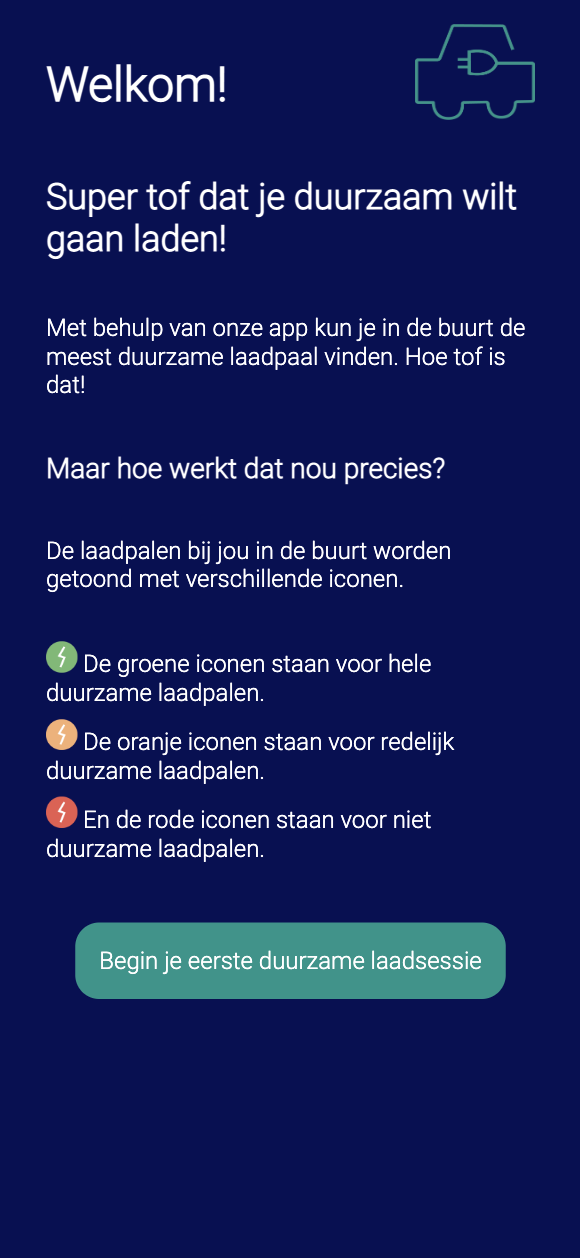 Welkom!
Super tof dat je duurzaam wilt
gaan laden!
Met behulp van onze app kun je in de buurt de
meest duurzame laadpaal vinden. Hoe tof is
dat!
Maar hoe werkt dat nou precies?
De laadpalen bij jou in de buurt worden
getoond met verschillende iconen.
De groene iconen staan voor hele
duurzame laadpalen.
De oranje iconen staan voor redelijk
duurzame laadpalen.
En de rode iconen staan voor niet
duurzame laadpalen.
Begin je eerste duurzame laadsessie